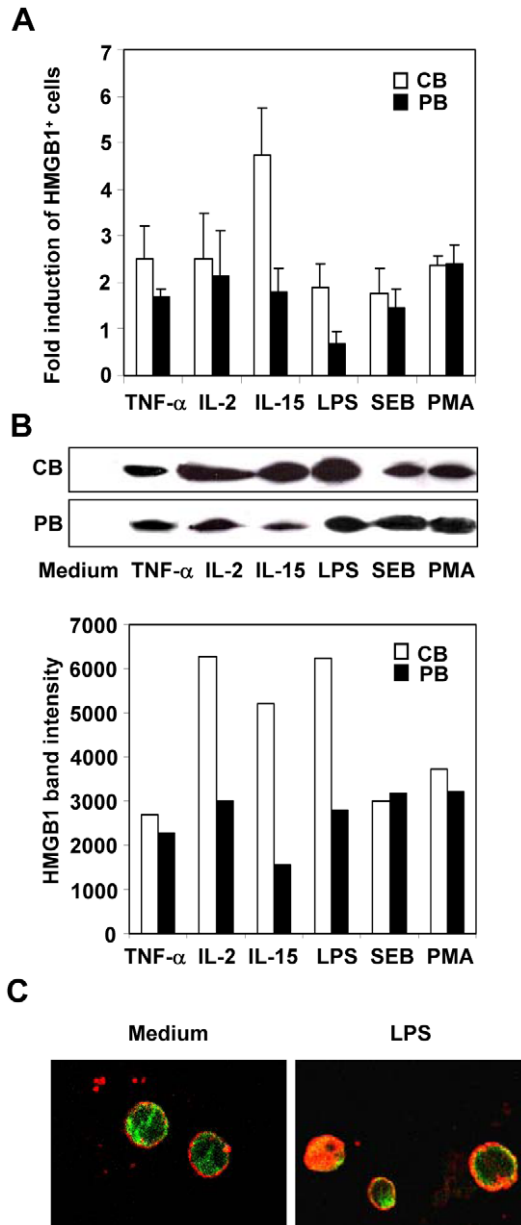 A
Fold induction of HMGB1⁺ cells
7
6
5
4
3
2
1
0
CB
PB
TNF-α IL-2 IL-15 LPS SEB PMA
B
CB
PB
Medium TNF-α IL-2 IL-15 LPS SEB PMA
HMGB1 band intensity
7000
6000
5000
4000
3000
2000
1000
0
CB
PB
TNF-α IL-2 IL-15 LPS SEB PMA
C
Medium LPS